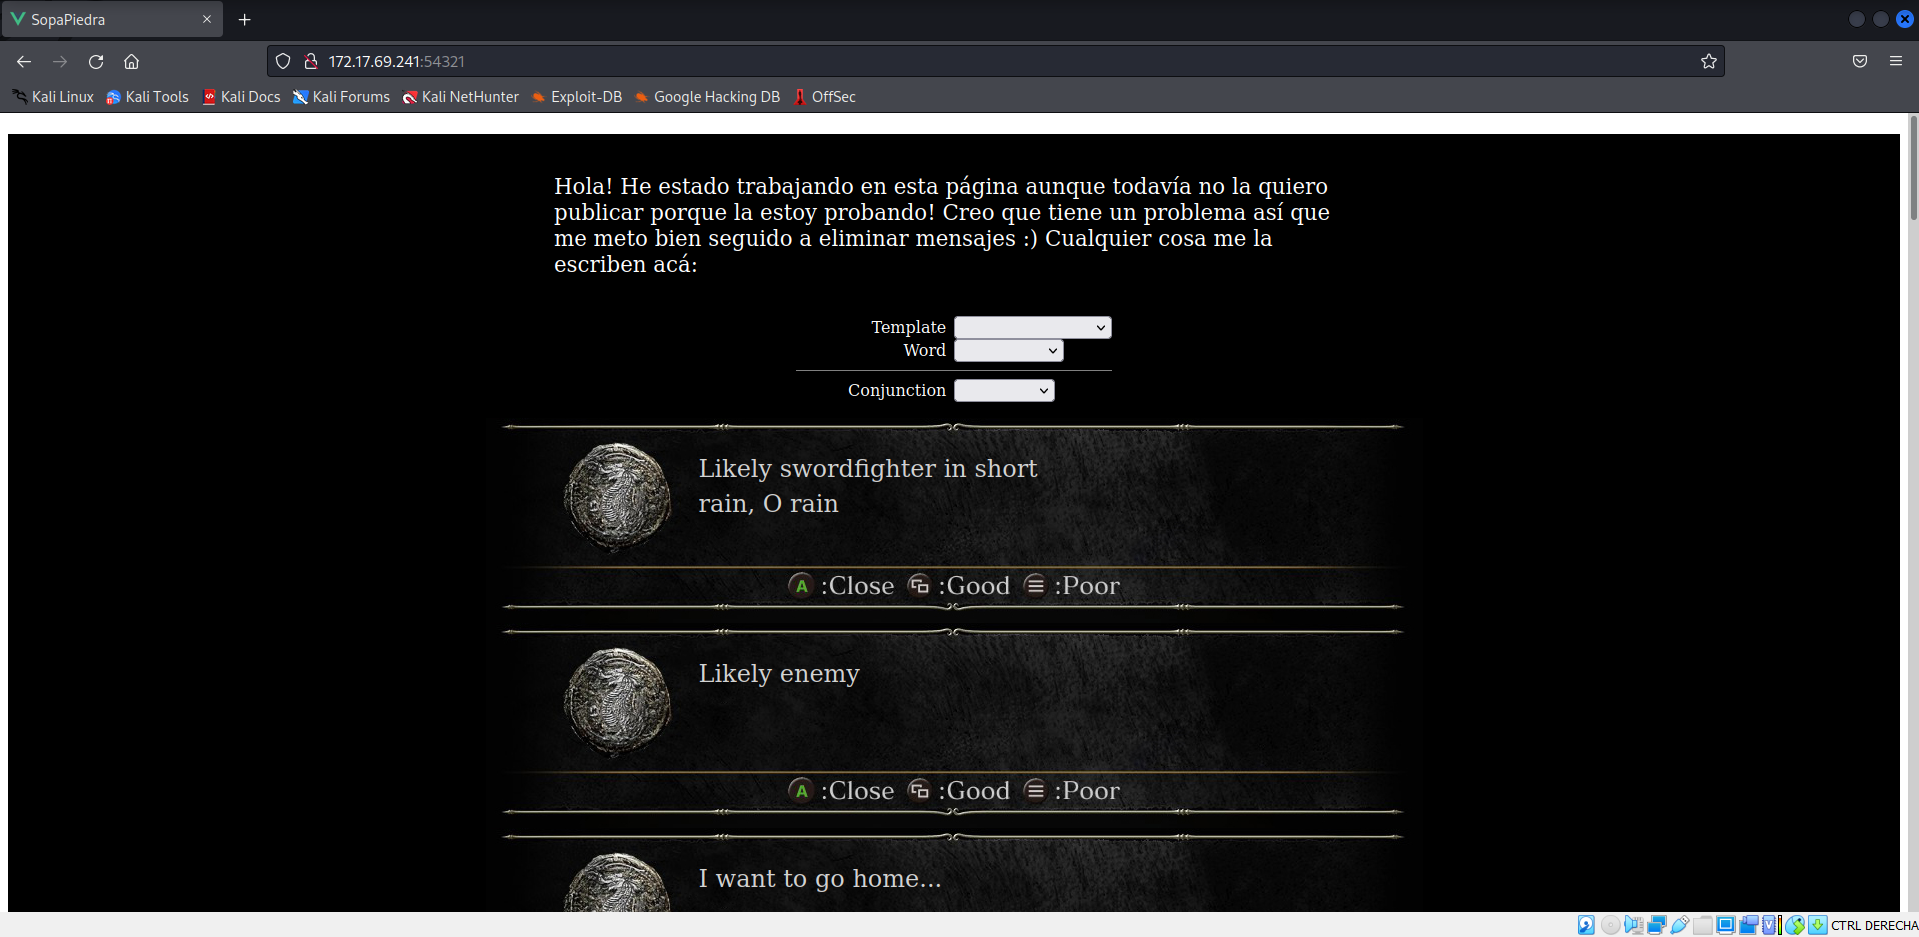 SopaPiedra
172.17.69.241:54321
Kali Linux Kali Tools Kali Docs Kali Forums Kali NetHunter Exploit-DB Google Hacking DB OffSec
Hola! He estado trabajando en esta página aunque todavía no la quiero
publicar porque la estoy probando! Creo que tiene un problema así que
me meto bien seguido a eliminar mensajes :) Cualquier cosa me la
escriben acá:
Template
Word
Conjunction
Likely swordfighter in short
rain, O rain
A :Close :Good :Poor
Likely enemy
A :Close :Good :Poor
I want to go home...
CTRL DERECHA